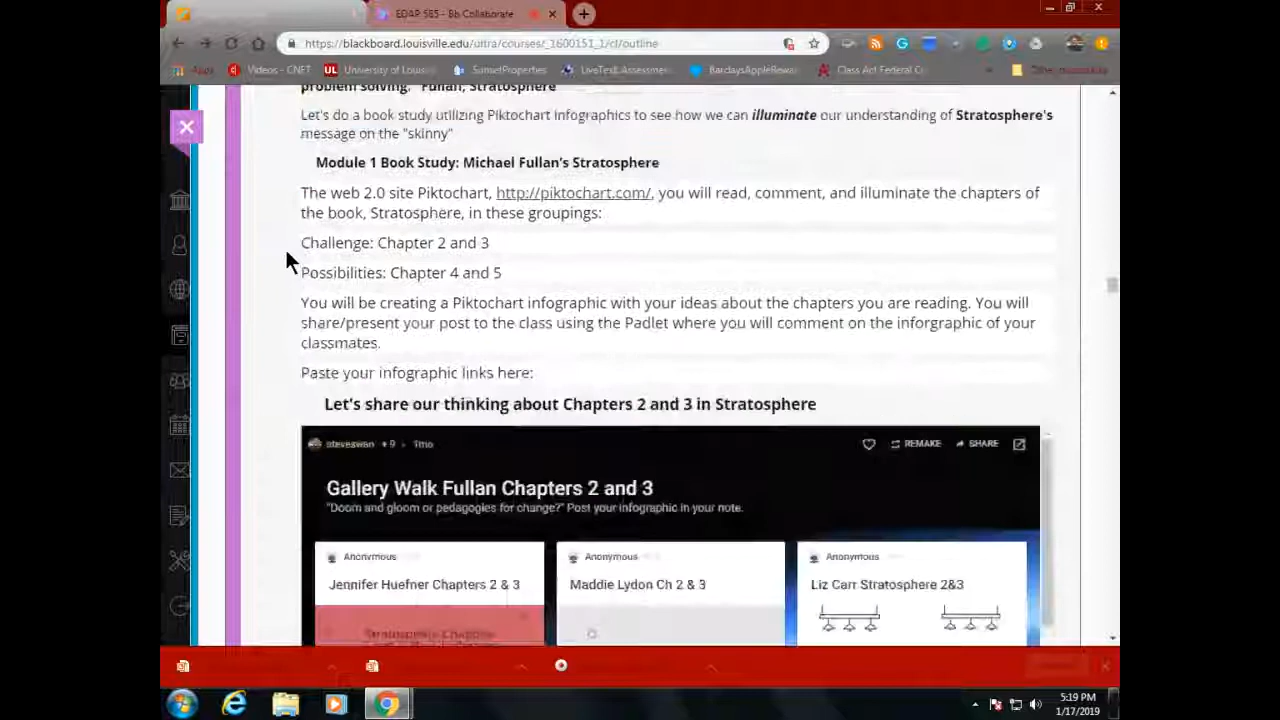 EDAP 585 - Bb Collaborate
https://blackboard.louisville.edu/ultra/courses/_1600151_1/cl/outline
Apps Videos - CNET University of Louis LiveText Assessme BarclaysAppleRewa Class Act Federal C
problem solving." Fullan, Stratosphere
Let's do a book study utilizing Piktochart infographics to see how we can illuminate our understanding of Stratosphere's
message on the "skinny"
Module 1 Book Study: Michael Fullan's Stratosphere
The web 2.0 site Piktochart, http://piktochart.com/, you will read, comment, and illuminate the chapters of
the book, Stratosphere, in these groupings:
Challenge: Chapter 2 and 3
Possibilities: Chapter 4 and 5
You will be creating a Piktochart infographic with your ideas about the chapters you are reading. You will
share/present your post to the class using the Padlet where you will comment on the inforgraphic of your
classmates.
Paste your infographic links here:
Let's share our thinking about Chapters 2 and 3 in Stratosphere
steveswan +9 • 11mo
REMAKE SHARE
Gallery Walk Fullan Chapters 2 and 3
"Doom and gloom or pedagogies for change?" Post your infographic in your note.
Anonymous Anonymous Anonymous
Jennifer Huefner Chapters 2 & 3 Maddie Lydon Ch 2 & 3 Liz Carr Stratosphere 2&3
Stratosphere Chapters
5:19 PM
1/17/2019